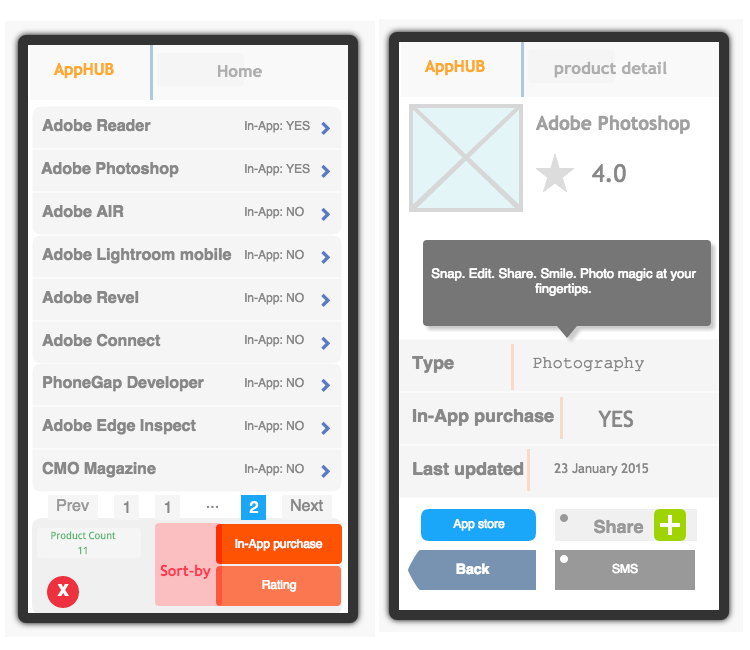 AppHUB
Home
Adobe Reader In-App: YES
Adobe Photoshop In-App: YES
Adobe AIR In-App: NO
Adobe Lightroom mobile In-App: NO
Adobe Revel In-App: NO
Adobe Connect In-App: NO
PhoneGap Developer In-App: NO
Adobe Edge Inspect In-App: NO
CMO Magazine In-App: NO
Prev 1 1 ... 2 Next
Product Count
11
X
Sort-by
In-App purchase
Rating
AppHUB
product detail
Adobe Photoshop
4.0
Snap. Edit. Share. Smile. Photo magic at your
fingertips.
Type Photography
In-App purchase YES
Last updated 23 January 2015
App store
Share
Back
SMS